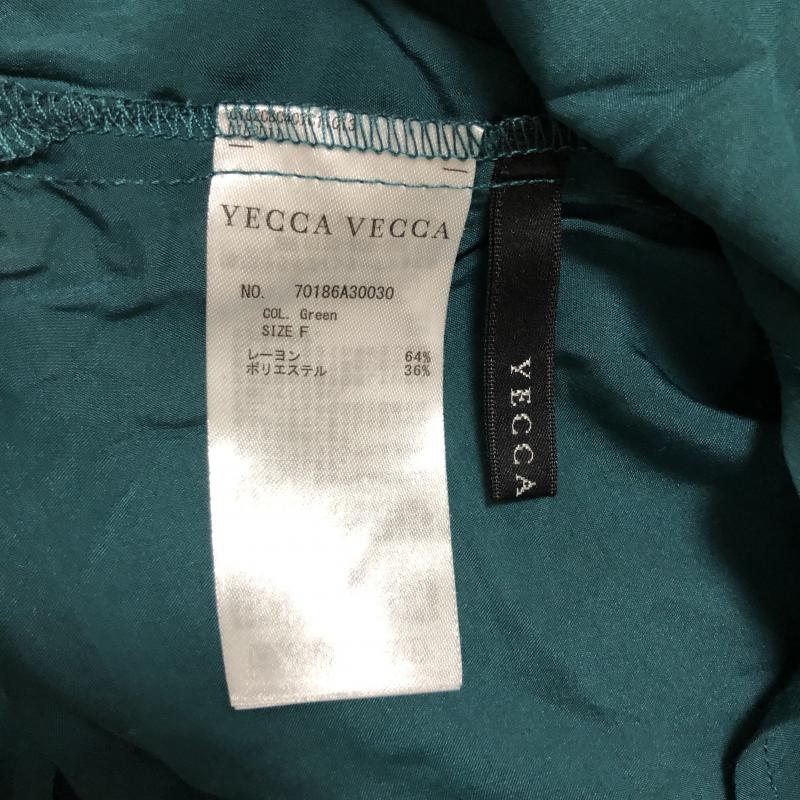 YECCA VECCA
NO. 70186A30030
COL. Green
SIZE F
レーヨン 64%
ポリエステル 36%
YECCA